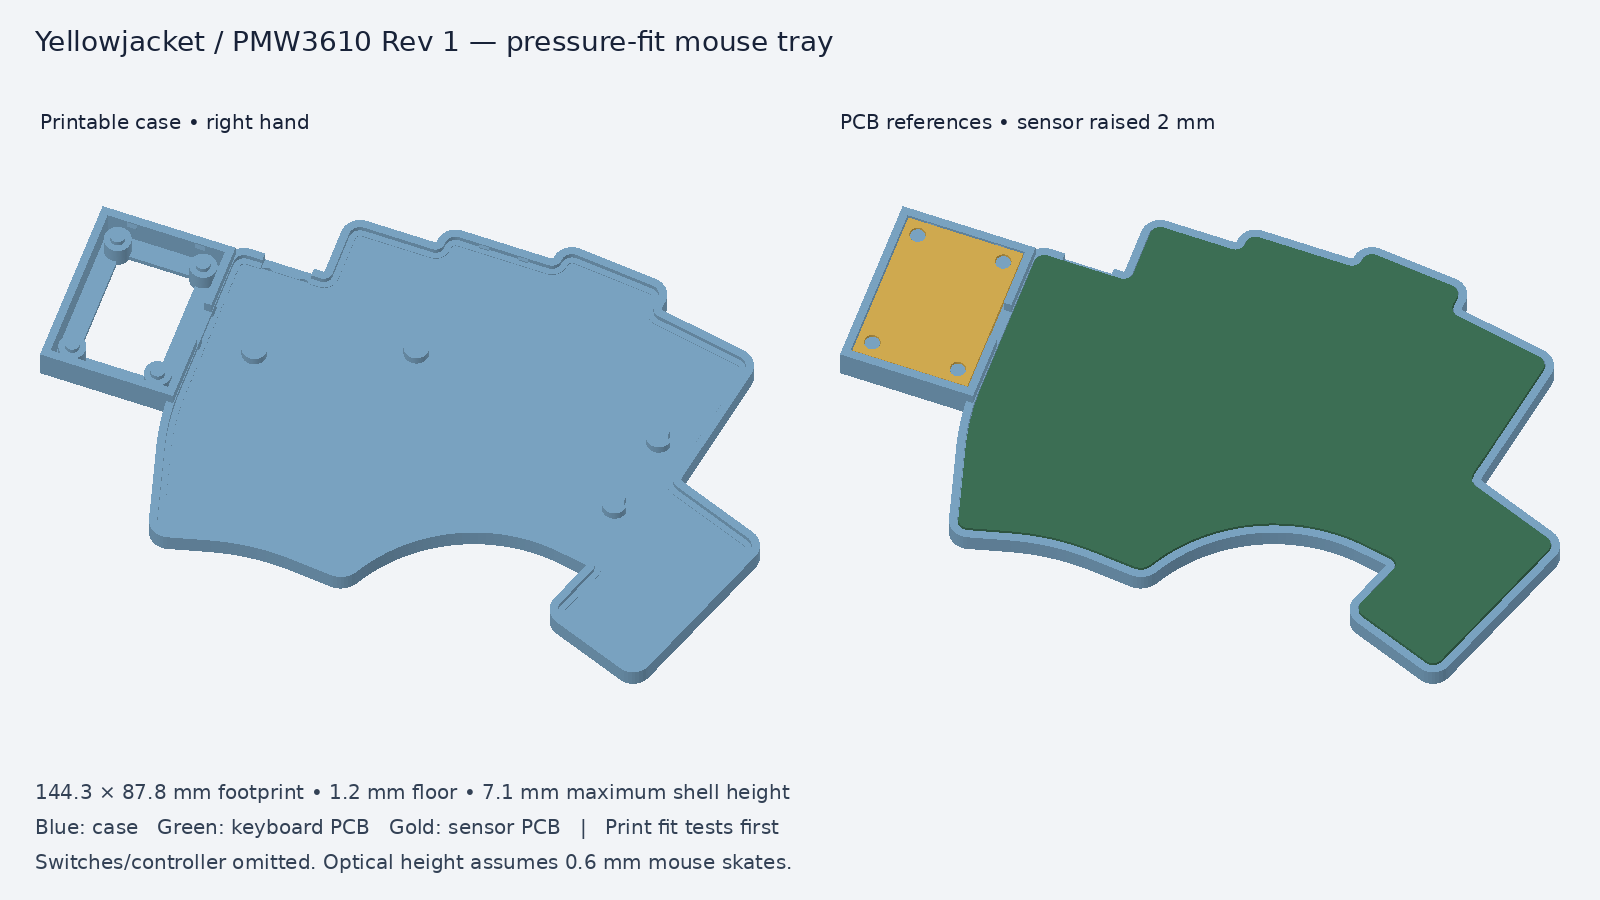 Yellowjacket / PMW3610 Rev 1 — pressure-fit mouse tray
Printable case • right hand
PCB references • sensor raised 2 mm
144.3 × 87.8 mm footprint • 1.2 mm floor • 7.1 mm maximum shell height
Blue: case   Green: keyboard PCB   Gold: sensor PCB   |   Print fit tests first
Switches/controller omitted. Optical height assumes 0.6 mm mouse skates.